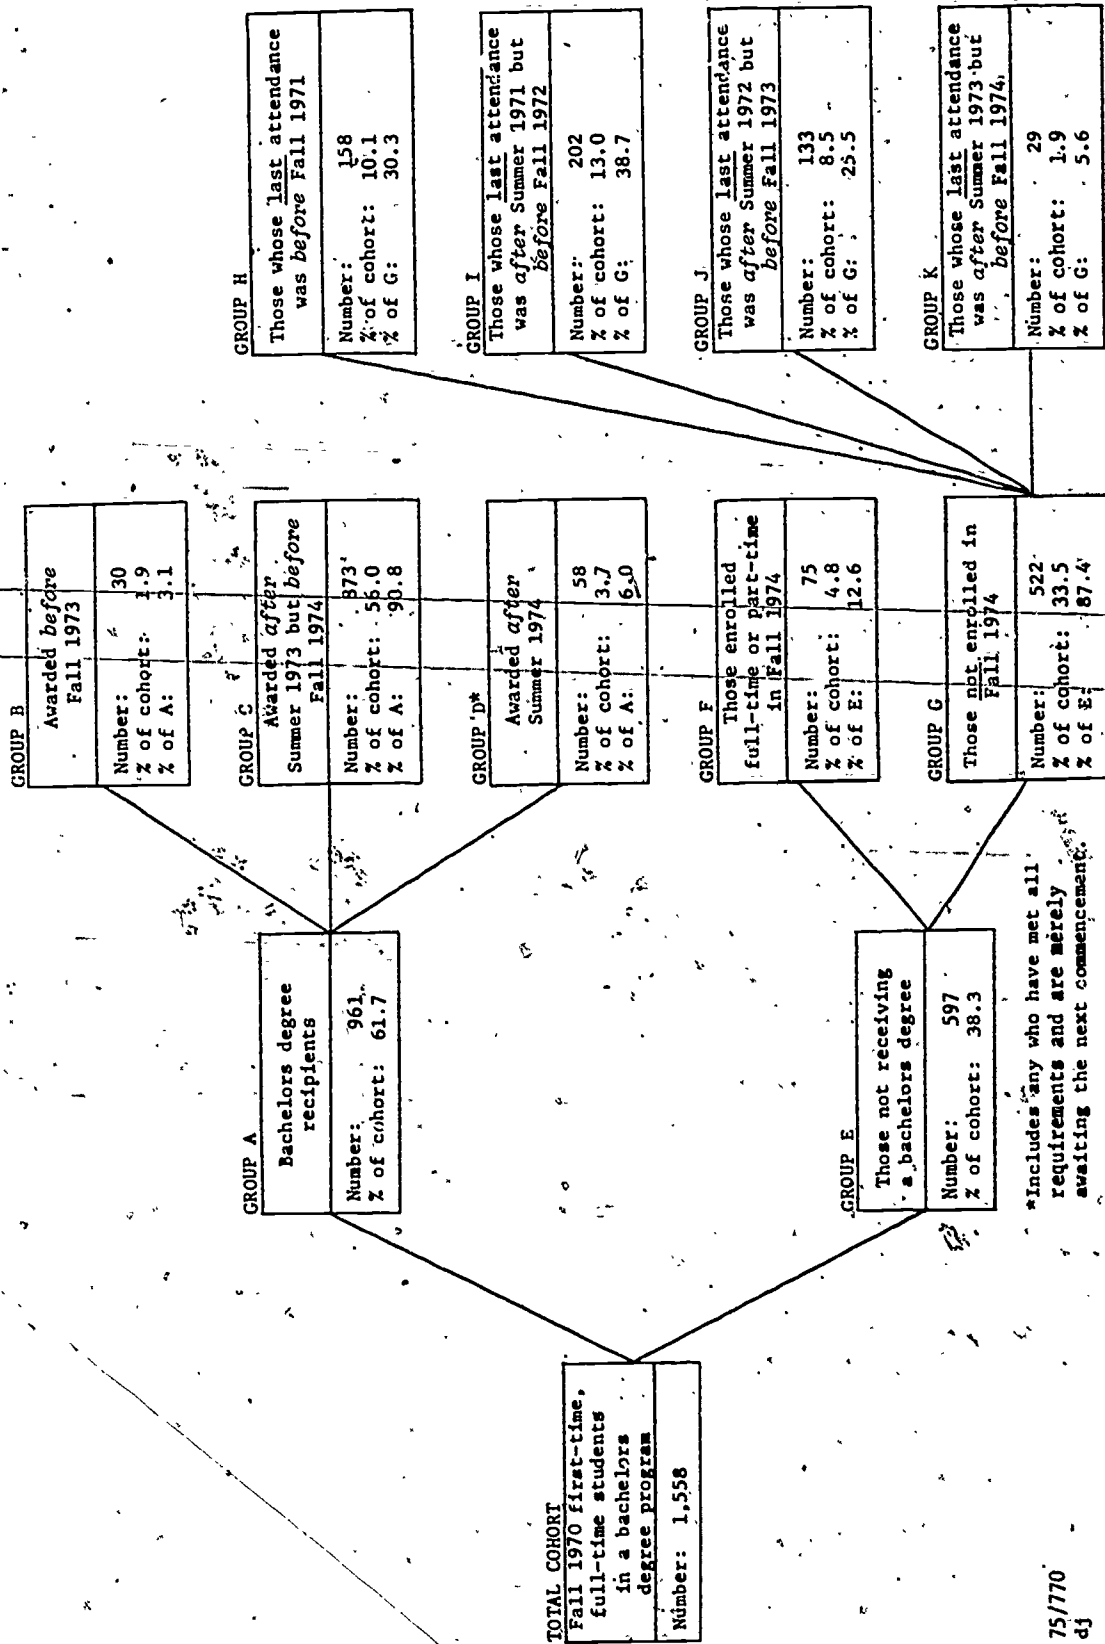 TOTAL COHORT
Fall 1970 first-time,
full-time students
in a bachelors
degree program
Number: 1,558
GROUP A
Bachelors degree
recipients
Number: 961
% of cohort: 61.7
GROUP E
Those not receiving
a bachelors degree
Number: 597
% of cohort: 38.3
GROUP B
Awarded before
Fall 1973
Number: 30
% of cohort: 1.9
% of A: 3.1
GROUP C
Awarded after
Summer 1973 but before
Fall 1974
Number: 873
% of cohort: 56.0
% of A: 90.8
GROUP D*
Awarded after
Summer 1974
Number: 58
% of cohort: 3.7
% of A: 6.0
GROUP F
Those enrolled
full-time or part-time
in Fall 1974
Number: 75
% of cohort: 4.8
% of E: 12.6
GROUP G
Those not enrolled in
Fall 1974
Number: 522
% of cohort: 33.5
% of E: 87.4
GROUP H
Those whose last attendance
was before Fall 1971
Number: 158
% of cohort: 10.1
% of G: 30.3
GROUP I
Those whose last attendance
was after Summer 1971 but
before Fall 1972
Number: 202
% of cohort: 13.0
% of G: 38.7
GROUP J
Those whose last attendance
was after Summer 1972 but
before Fall 1973
Number: 133
% of cohort: 8.5
% of G: 25.5
GROUP K
Those whose last attendance
was after Summer 1973 but
before Fall 1974
Number: 29
% of cohort: 1.9
% of G: 5.6
*Includes any who have met all
requirements and are merely
awaiting the next commencement.
75/770
dj